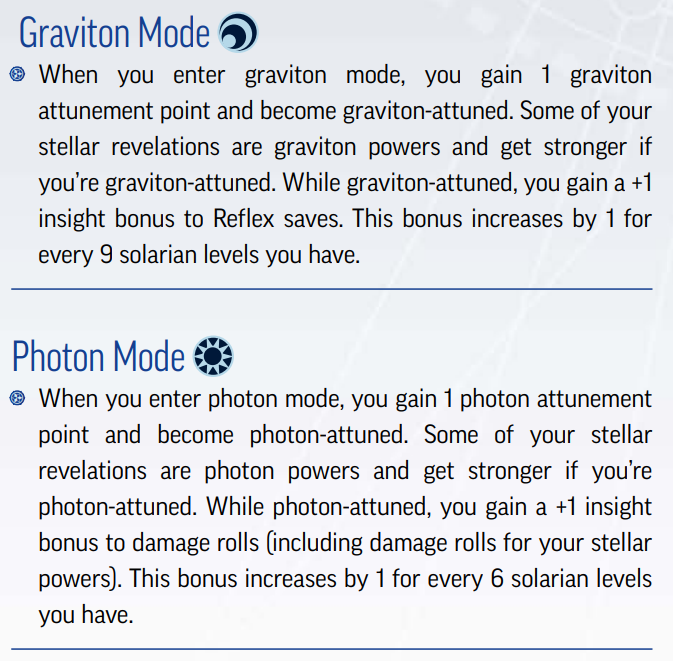 Graviton Mode
When you enter graviton mode, you gain 1 graviton
attunement point and become graviton-attuned. Some of your
stellar revelations are graviton powers and get stronger if
you’re graviton-attuned. While graviton-attuned, you gain a +1
insight bonus to Reflex saves. This bonus increases by 1 for
every 9 solarian levels you have.
Photon Mode
When you enter photon mode, you gain 1 photon attunement
point and become photon-attuned. Some of your stellar
revelations are photon powers and get stronger if you’re
photon-attuned. While photon-attuned, you gain a +1 insight
bonus to damage rolls (including damage rolls for your stellar
powers). This bonus increases by 1 for every 6 solarian levels
you have.